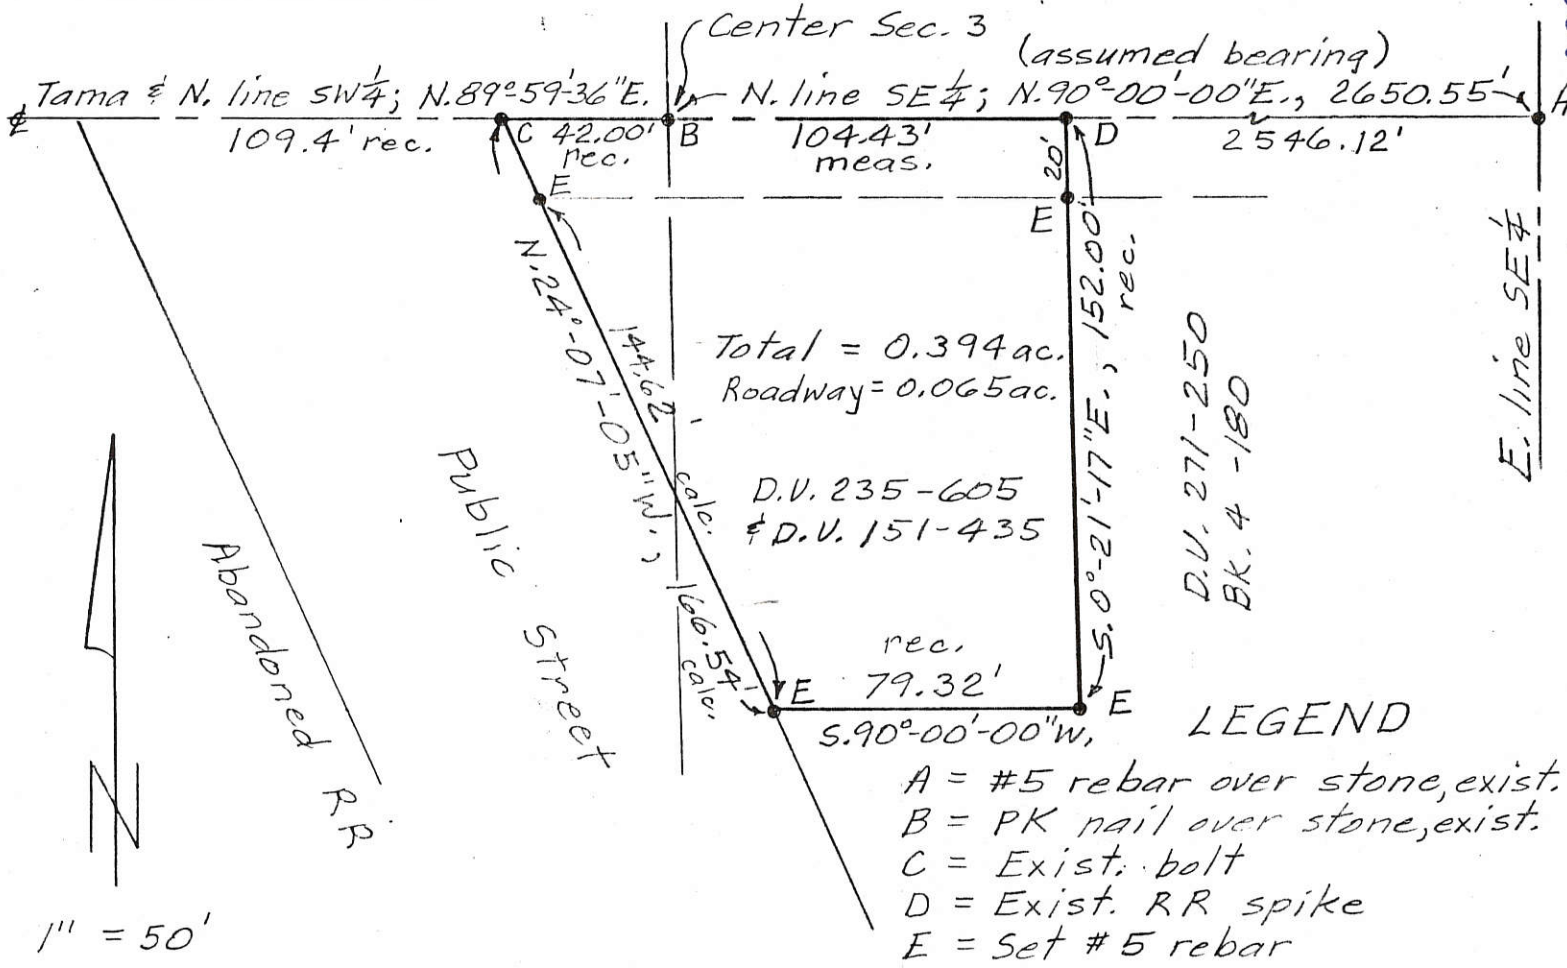 Center Sec. 3
(assumed bearing)
Tama & N. line SW¼; N.89°-59'-36"E.
N. line SE¼; N.90°-00'-00"E., 2650.55'
A
℄
109.4' rec.
C 42.00' rec.
B
104.43' meas.
D
2546.12'
20'
E
E
N.24°-07'-05"W.,
144.62' calc.
166.54' calc.
S.0°-21'-17"E., 152.00' rec.
E. line SE¼
Total = 0.394 ac.
Roadway = 0.065 ac.
D.V. 235-605
& D.V. 151-435
D.V. 271-250
BK. 4 -180
Public Street
Abandoned RR
rec.
79.32'
E
E
S.90°-00'-00"W.
N
1" = 50'
LEGEND
A = #5 rebar over stone, exist.
B = PK nail over stone, exist.
C = Exist. bolt
D = Exist. RR spike
E = Set #5 rebar